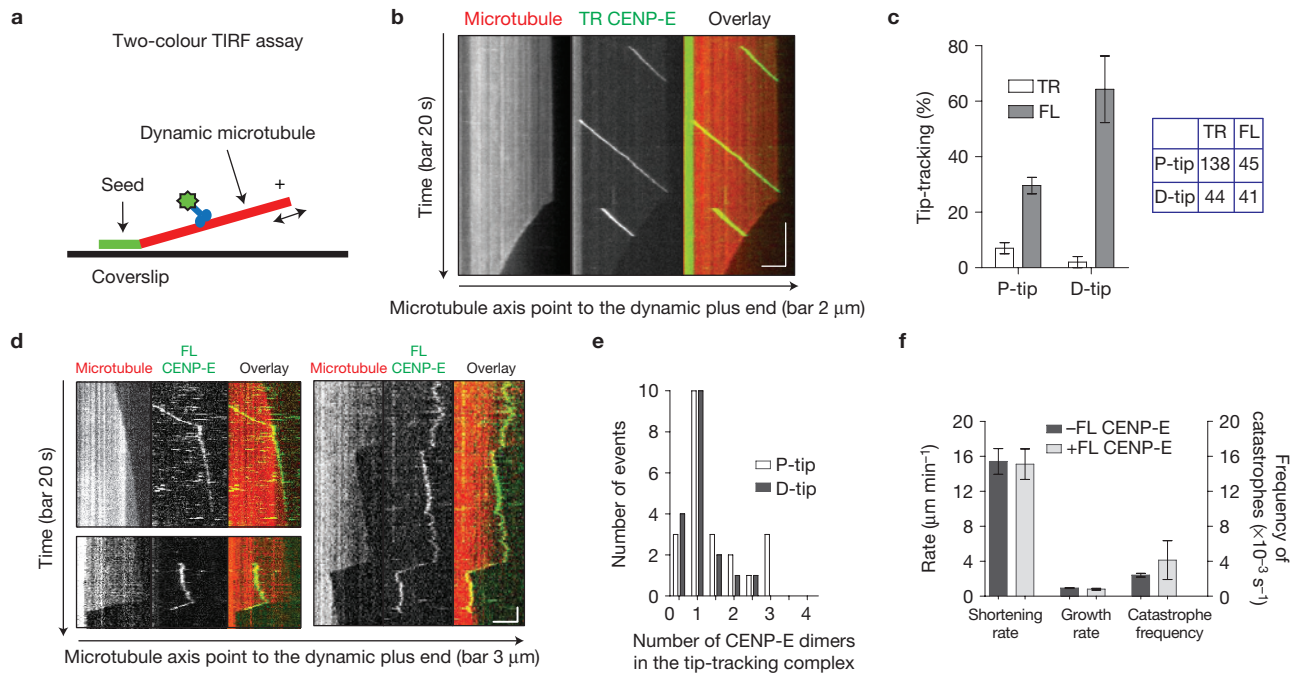 a
Two-colour TIRF assay
Dynamic microtubule
Seed
+
Coverslip
b
Microtubule TR CENP-E Overlay
Time (bar 20 s)
Microtubule axis point to the dynamic plus end (bar 2 μm)
c
Tip-tracking (%)
80
60
40
20
0
TR
FL
P-tip D-tip
TR FL
P-tip 138 45
D-tip 44 41
d
Microtubule FL CENP-E Overlay
Microtubule FL CENP-E Overlay
Time (bar 20 s)
Microtubule axis point to the dynamic plus end (bar 3 μm)
e
Number of events
10
8
6
4
2
0
P-tip
D-tip
0 1 2 3 4
Number of CENP-E dimers
in the tip-tracking complex
f
Rate (μm min⁻¹)
20
16
12
8
4
0
–FL CENP-E
+FL CENP-E
20
16
12
8
4
0
Frequency of
catastrophes (×10⁻³ s⁻¹)
Shortening rate
Growth rate
Catastrophe frequency